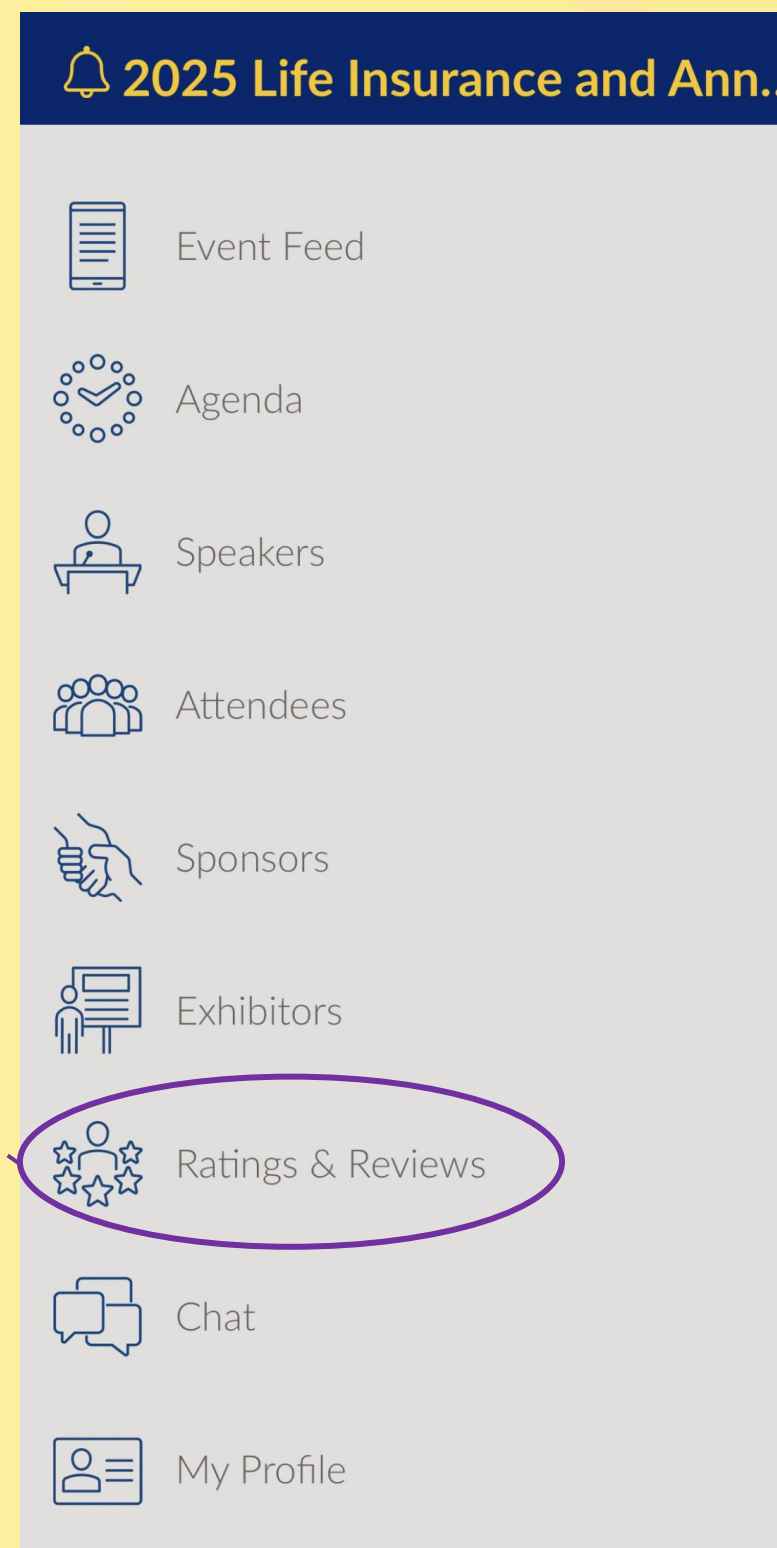 2025 Life Insurance and Ann..
Event Feed
Agenda
Speakers
Attendees
Sponsors
Exhibitors
Ratings & Reviews
Chat
My Profile